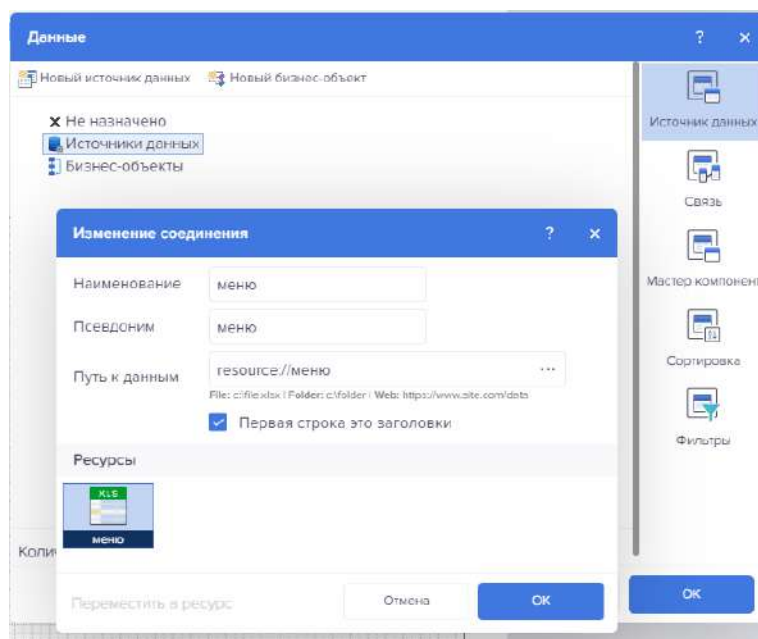 Данные
Новый источник данных Новый бизнес-объект
Не назначено
Источники данных
Бизнес-объекты
Источник данных
Связь
Мастер компонент
Сортировка
Фильтры
Изменение соединения
Наименование меню
Псевдоним меню
Путь к данным resource://меню ...
File: c:\file.xlsx | Folder: c:\folder | Web: https://www.site.com/data
Первая строка это заголовки
Ресурсы
XLS
меню
Коли
Переместить в ресурс Отмена OK
OK